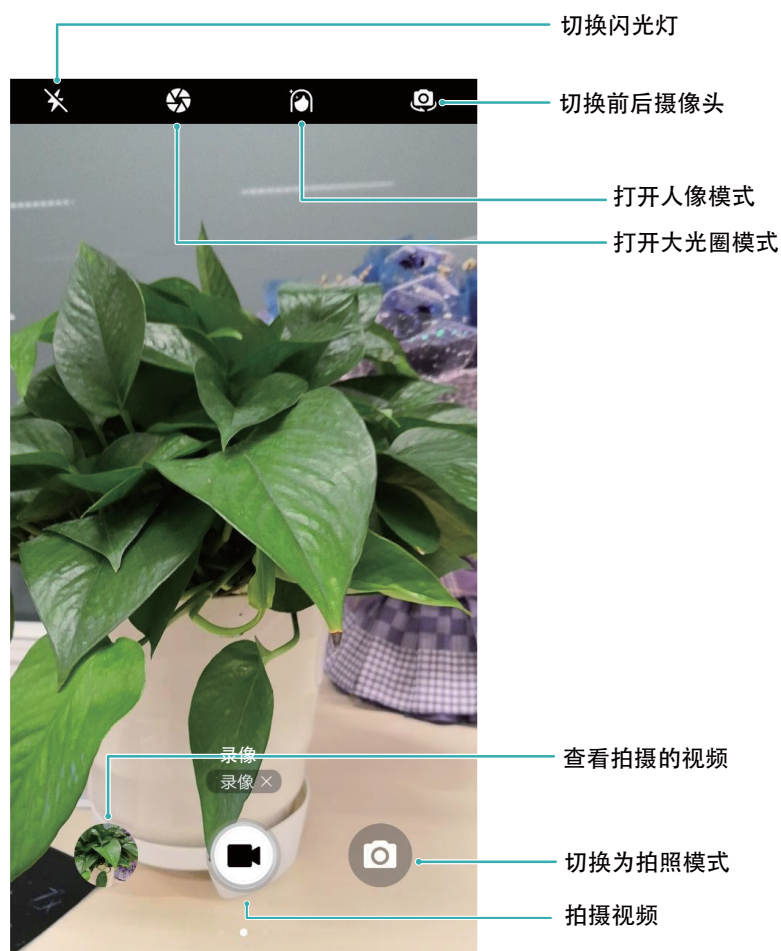 切换闪光灯
切换前后摄像头
打开人像模式
打开大光圈模式
录像
录像 ×
查看拍摄的视频
切换为拍照模式
拍摄视频